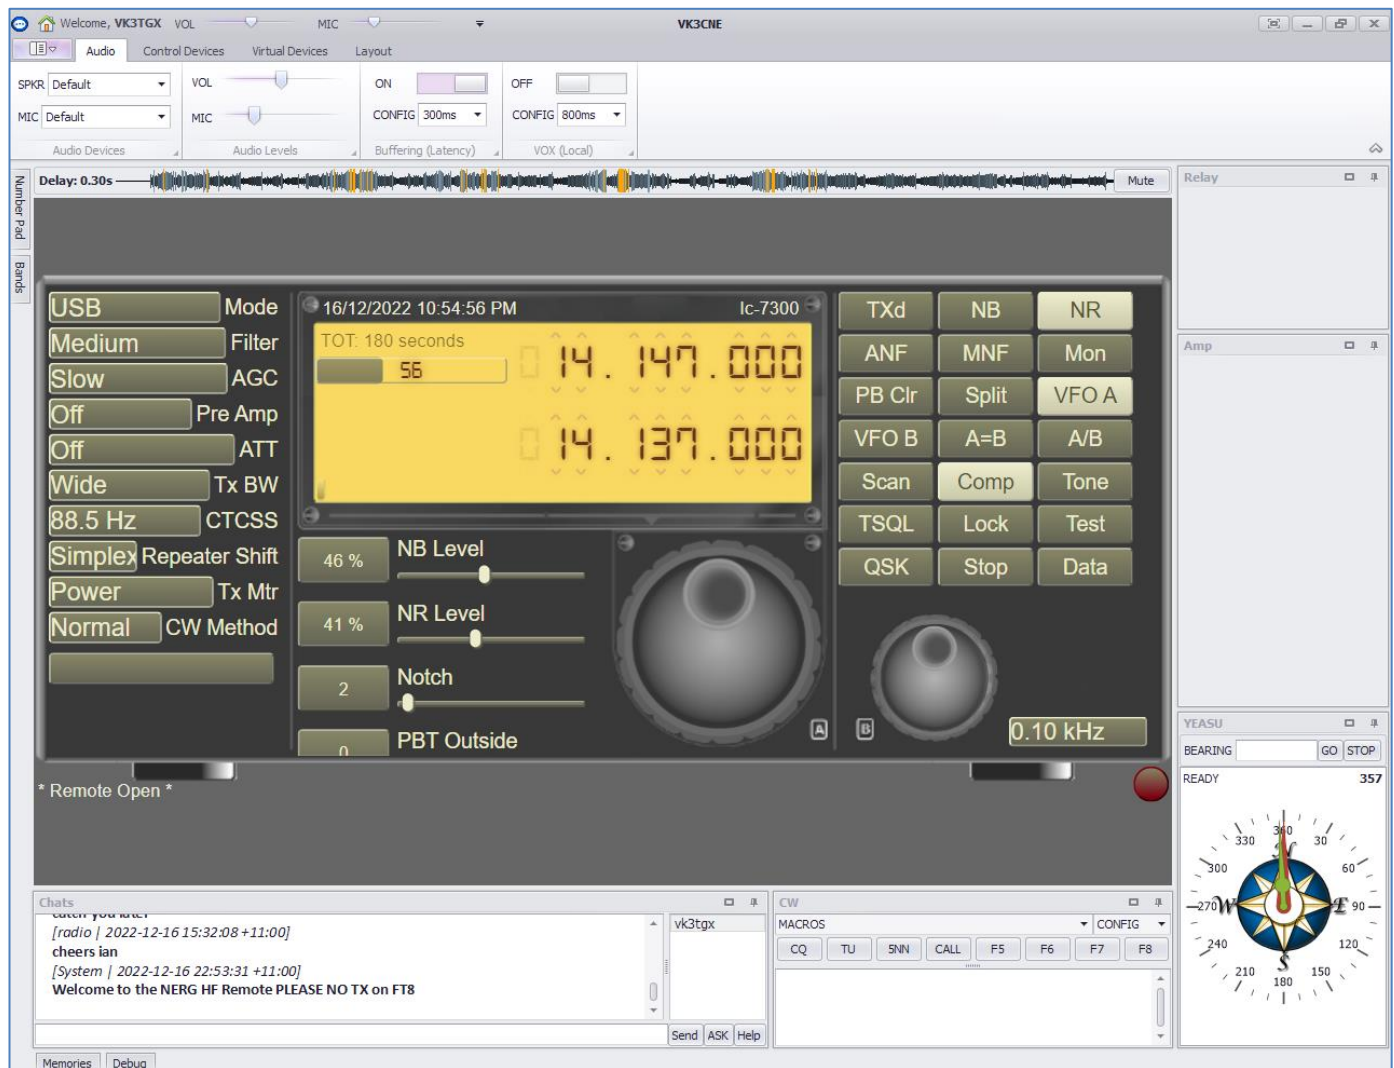 Welcome, VK3TGX VOL MIC VK3CNE
Audio Control Devices Virtual Devices Layout
SPKR Default VOL ON OFF
MIC Default MIC CONFIG 300ms CONFIG 800ms
Audio Devices Audio Levels Buffering (Latency) VOX (Local)
Number Pad
Bands
Delay: 0.30s Mute
USB Mode
Medium Filter
Slow AGC
Off Pre Amp
Off ATT
Wide Tx BW
88.5 Hz CTCSS
Simplex Repeater Shift
Power Tx Mtr
Normal CW Method
16/12/2022 10:54:56 PM Ic-7300
TOT: 180 seconds
56
0 14. 147.000
0 14. 137.000
46 % NB Level
41 % NR Level
2 Notch
0 PBT Outside
A
TXd NB NR
ANF MNF Mon
PB Clr Split VFO A
VFO B A=B A/B
Scan Comp Tone
TSQL Lock Test
QSK Stop Data
B 0.10 kHz
* Remote Open *
Relay
Amp
YEASU
BEARING GO STOP
READY 357
360 30 60 90 120 150 180 210 240 270 300 330
N E S W
Chats
catch you later
[radio | 2022-12-16 15:32:08 +11:00]
cheers ian
[System | 2022-12-16 22:53:31 +11:00]
Welcome to the NERG HF Remote PLEASE NO TX on FT8
vk3tgx
Send ASK Help
CW
MACROS CONFIG
CQ TU 5NN CALL F5 F6 F7 F8
Memories Debug